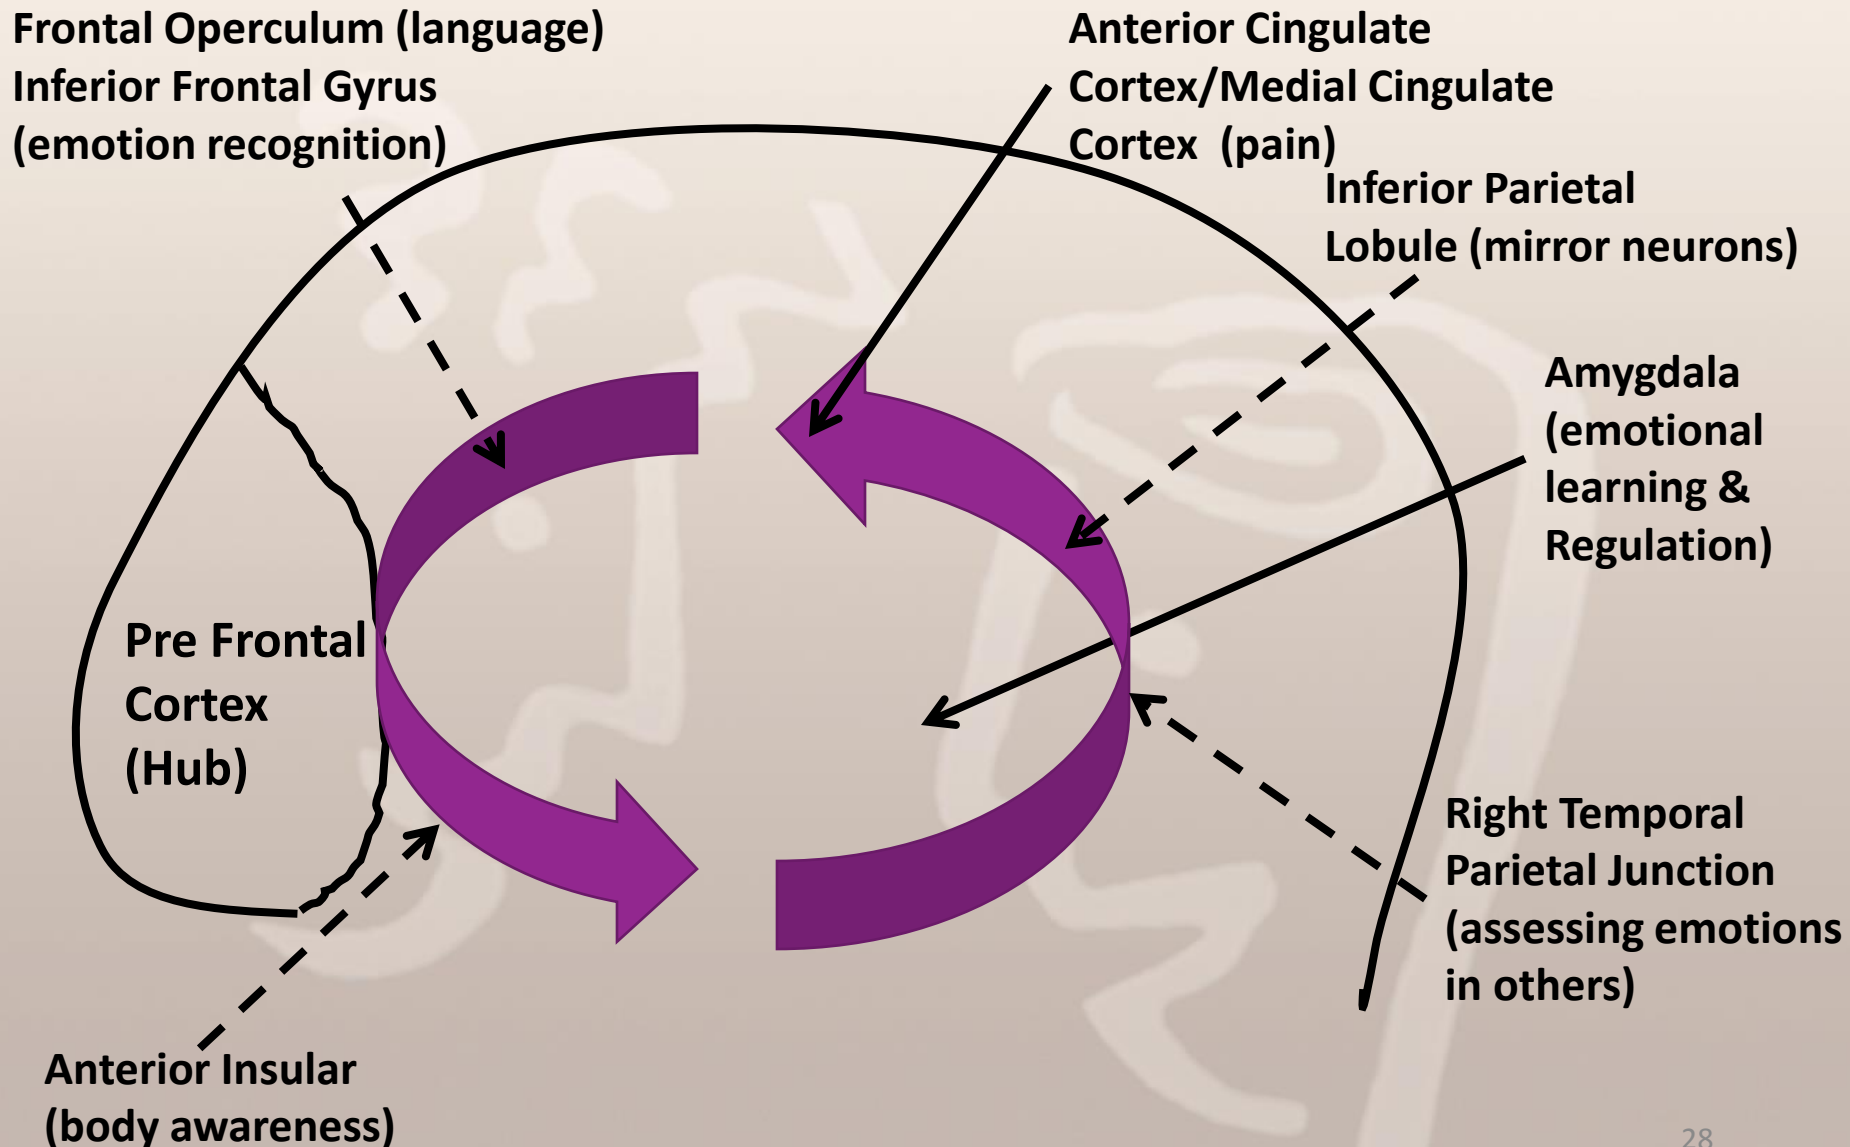 Frontal Operculum (language)
Inferior Frontal Gyrus
(emotion recognition)
Anterior Cingulate
Cortex/Medial Cingulate
Cortex (pain)
Inferior Parietal
Lobule (mirror neurons)
Amygdala
(emotional
learning &
Regulation)
Pre Frontal
Cortex
(Hub)
Right Temporal
Parietal Junction
(assessing emotions
in others)
Anterior Insular
(body awareness)
28